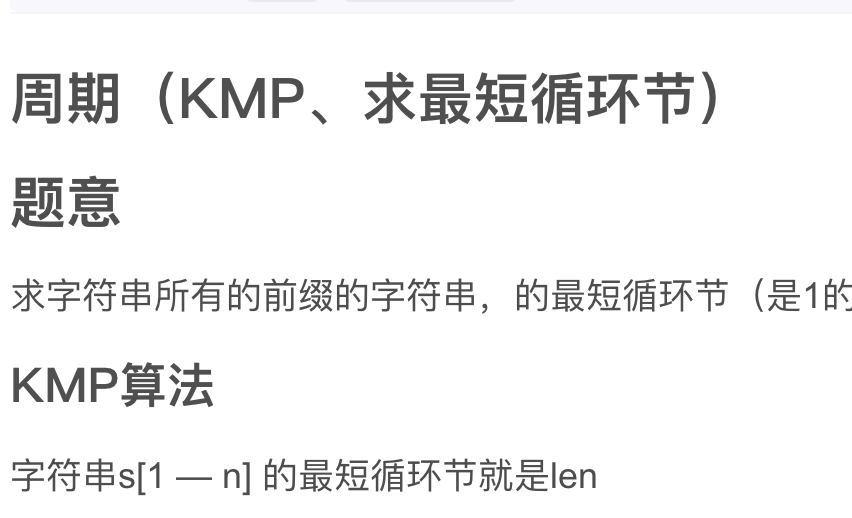 周期（KMP、求最短循环节）
题意
求字符串所有的前缀的字符串，的最短循环节（是1的
KMP算法
字符串s[1 — n] 的最短循环节就是len